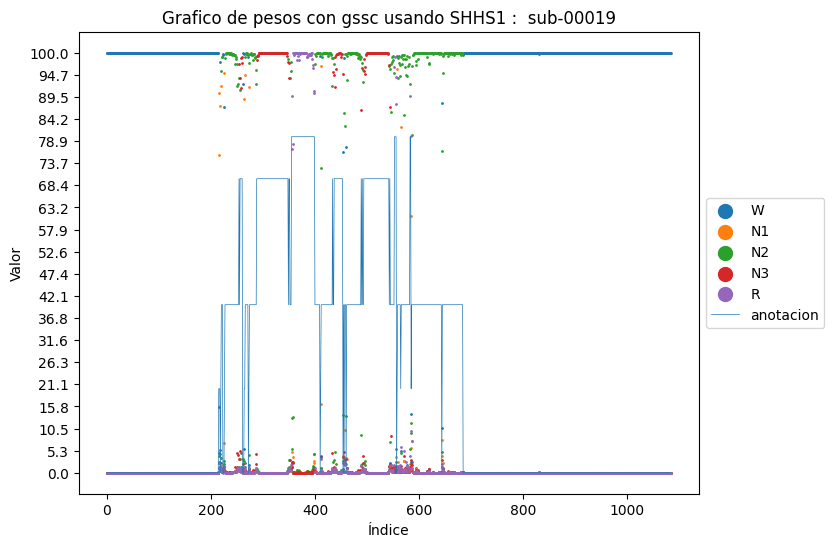 Grafico de pesos con gssc usando SHHS1 :  sub-00019
Valor
100.0
94.7
89.5
84.2
78.9
73.7
68.4
63.2
57.9
52.6
47.4
42.1
36.8
31.6
26.3
21.1
15.8
10.5
5.3
0.0
0 200 400 600 800 1000
Índice
W
N1
N2
N3
R
anotacion